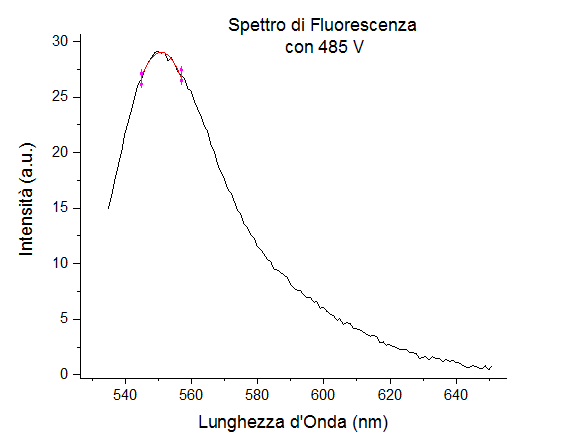 Spettro di Fluorescenza
con 485 V
30
25
20
15
10
5
0
Intensità (a.u.)
540 560 580 600 620 640
Lunghezza d'Onda (nm)